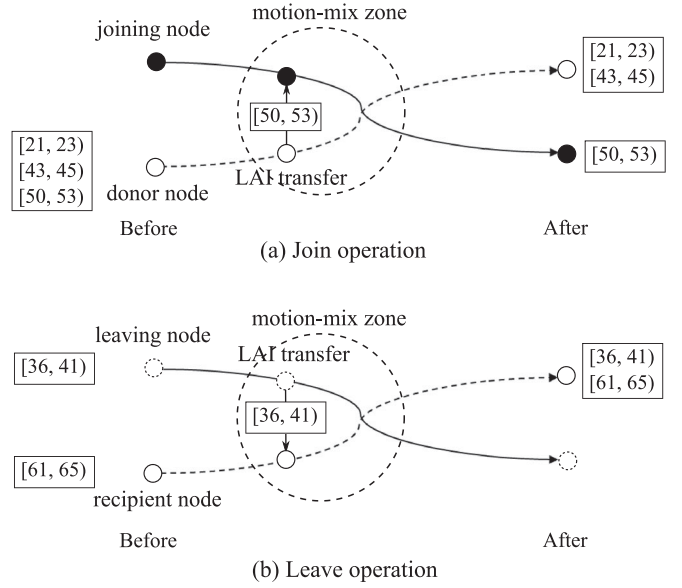 motion-mix zone
joining node
[21, 23)
[43, 45)
[50, 53)
[21, 23)
[43, 45)
[50, 53)
[50, 53)
LAI transfer
donor node
Before
After
(a) Join operation
motion-mix zone
leaving node
LAI transfer
[36, 41)
[36, 41)
[61, 65)
[36, 41)
[61, 65)
recipient node
Before
After
(b) Leave operation